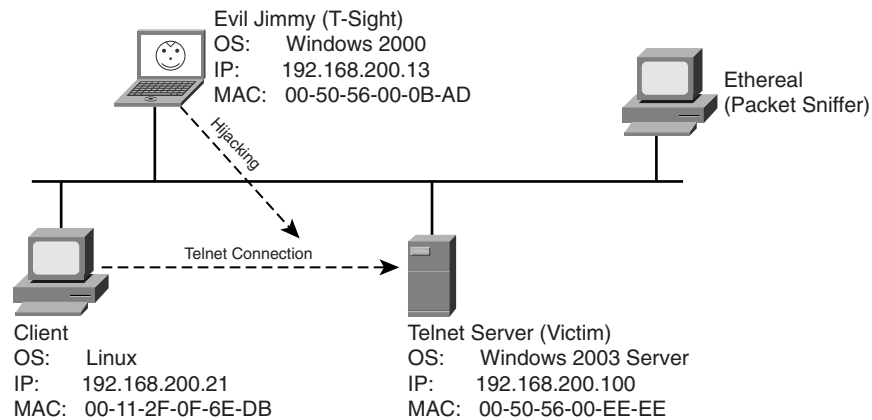 Evil Jimmy (T-Sight)
OS: Windows 2000
IP: 192.168.200.13
MAC: 00-50-56-00-0B-AD
Ethereal
(Packet Sniffer)
Hijacking
Telnet Connection
Client
OS: Linux
IP: 192.168.200.21
MAC: 00-11-2F-0F-6E-DB
Telnet Server (Victim)
OS: Windows 2003 Server
IP: 192.168.200.100
MAC: 00-50-56-00-EE-EE